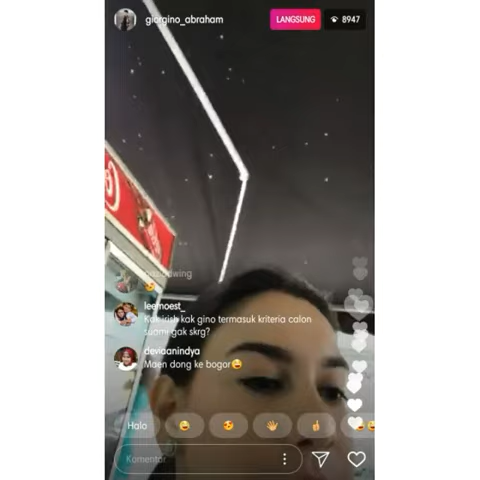 giorgino_abraham
LANGSUNG
8947
leemoest_
Kak irish kak gino termasuk kriteria calon
suami gak skrg?
deviaanindya
Maen dong ke bogor😅
Halo 😂 😍 👋
Komentar